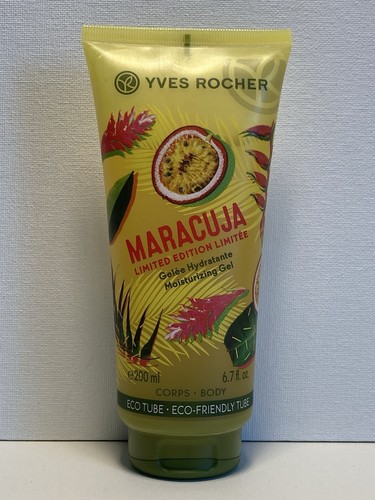 YVES ROCHER
MARACUJA
LIMITED EDITION LIMITÉE
Gelée Hydratante
Moisturizing Gel
℮200 ml 6.7 fl. oz.
CORPS • BODY
ECO TUBE • ECO-FRIENDLY TUBE